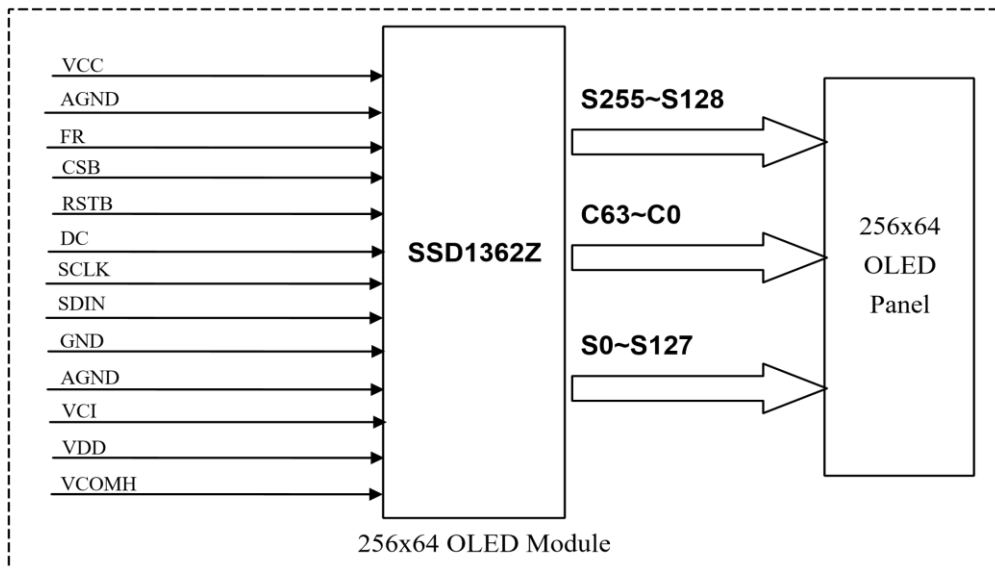 VCC
AGND
FR
CSB
RSTB
DC
SCLK
SDIN
GND
AGND
VCI
VDD
VCOMH
SSD1362Z
S255~S128
C63~C0
S0~S127
256x64
OLED
Panel
256x64 OLED Module